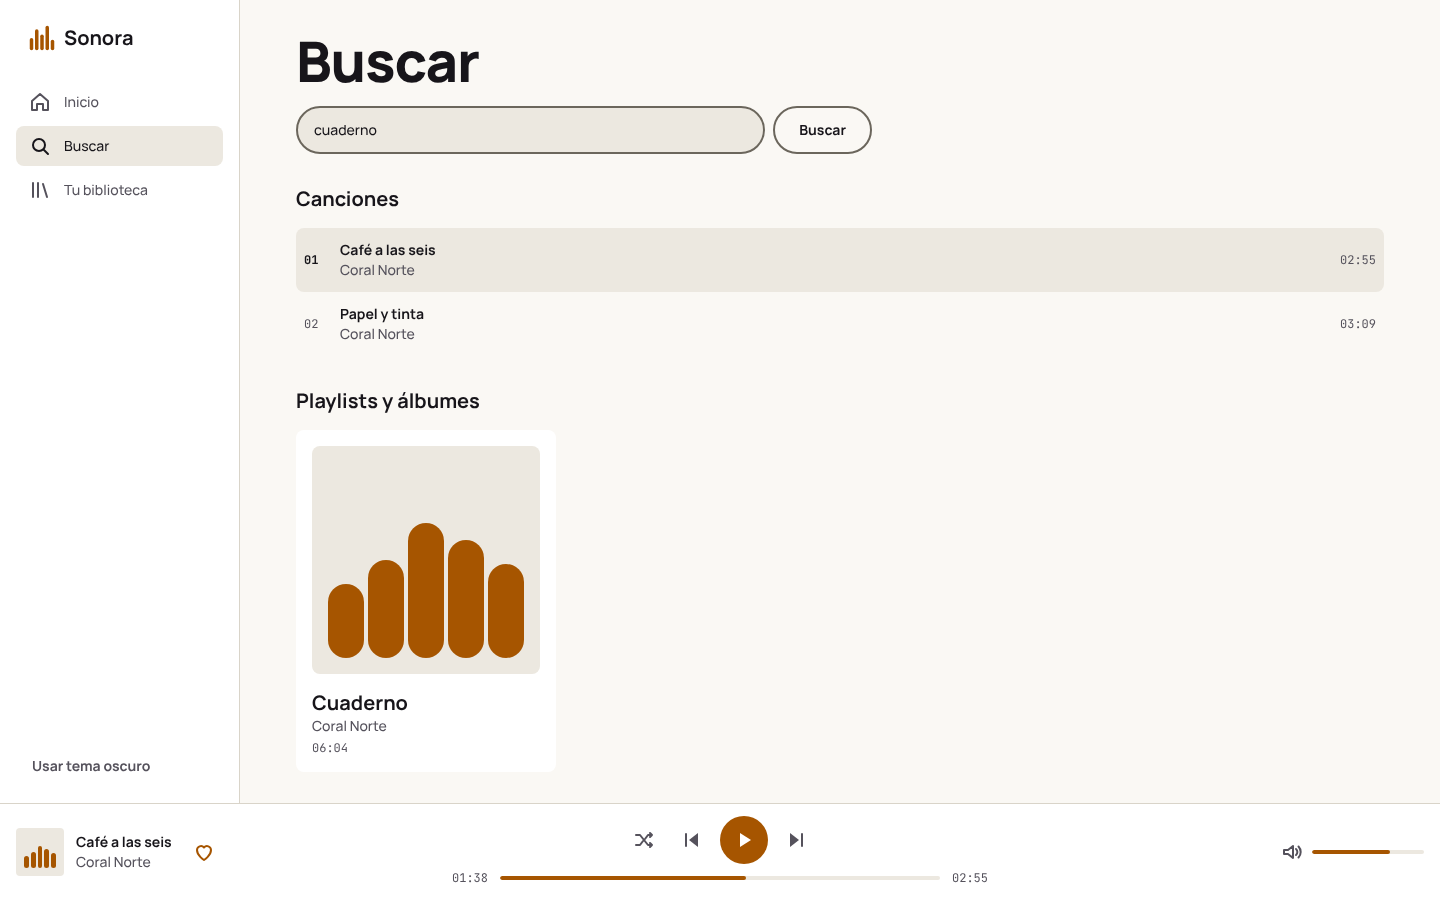 Sonora
Inicio
Buscar
Tu biblioteca
Usar tema oscuro
Buscar
cuaderno
Buscar
Canciones
01
Café a las seis
Coral Norte
02:55
02
Papel y tinta
Coral Norte
03:09
Playlists y álbumes
Cuaderno
Coral Norte
06:04
Café a las seis
Coral Norte
01:38
02:55